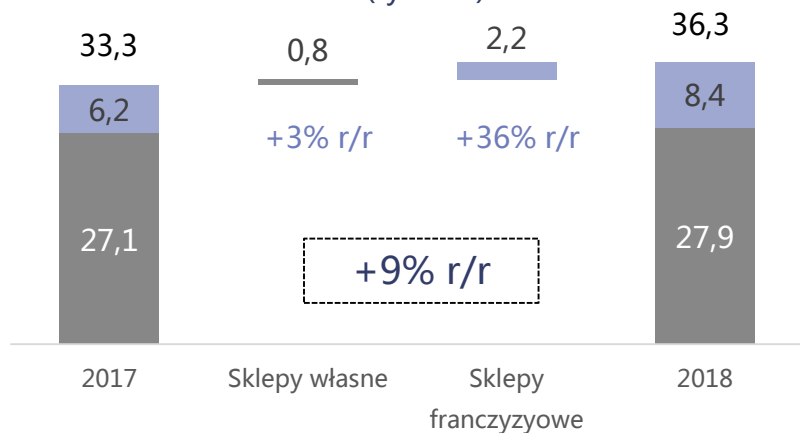 33,3
0,8
2,2
36,3
6,2
8,4
+3% r/r
+36% r/r
27,1
27,9
+9% r/r
2017
Sklepy własne
Sklepy
franczyzyowe
2018